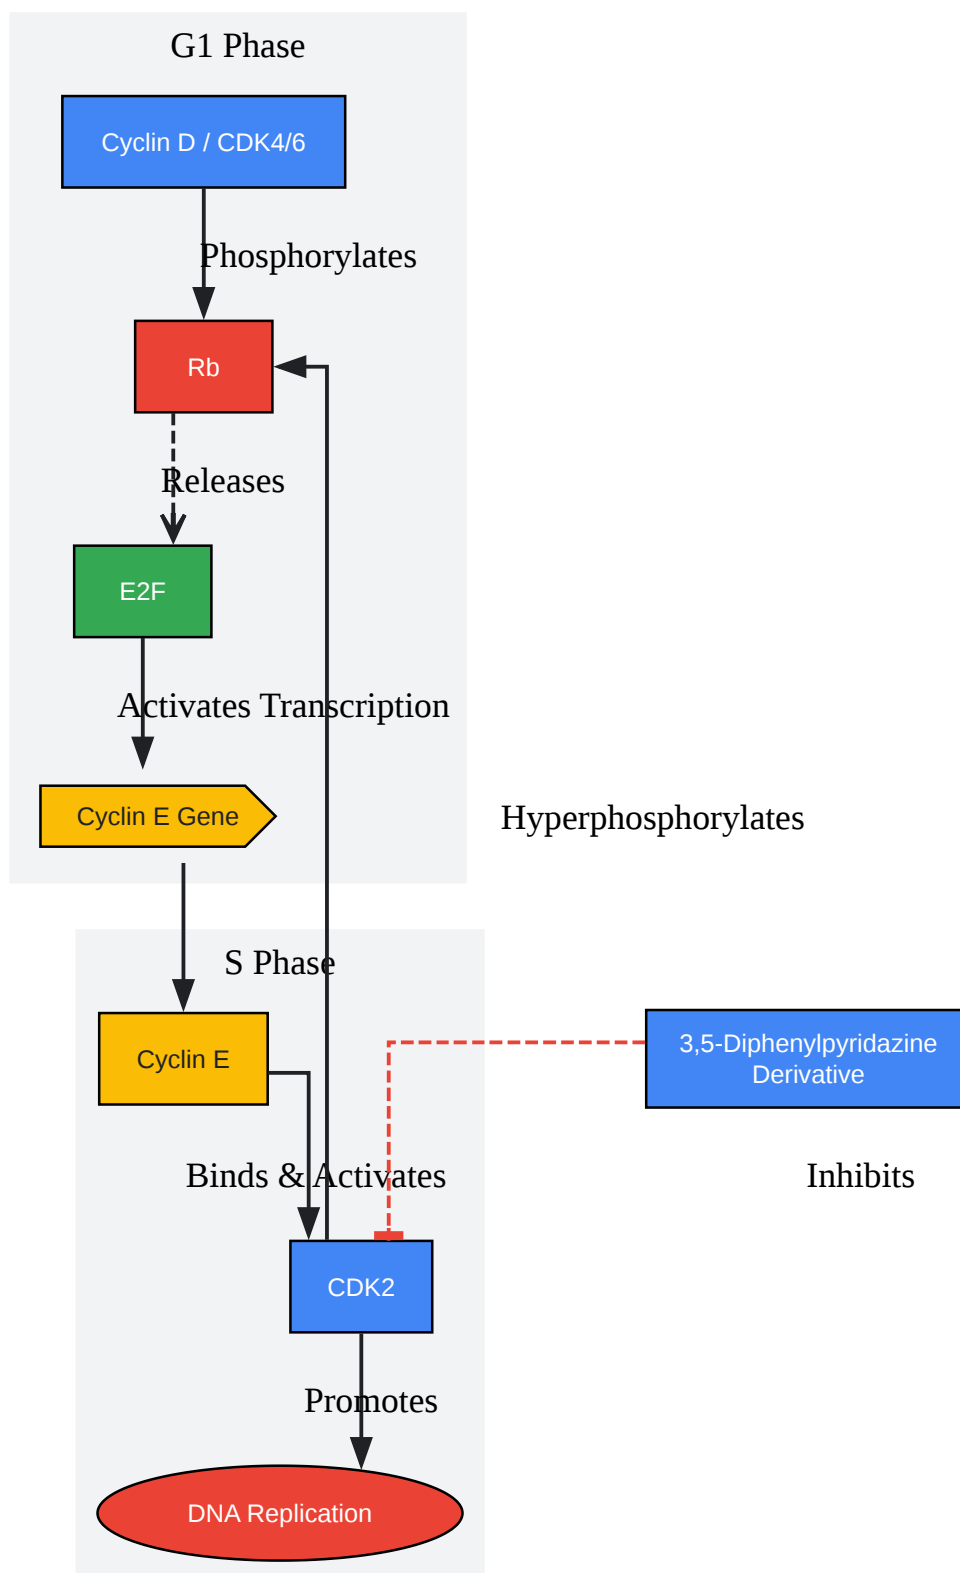 G1 Phase
Cyclin D / CDK4/6
Phosphorylates
Rb
Releases
E2F
Activates Transcription
Cyclin E Gene
Hyperphosphorylates
S Phase
Cyclin E
3,5-Diphenylpyridazine
Derivative
Binds & Activates
Inhibits
CDK2
Promotes
DNA Replication